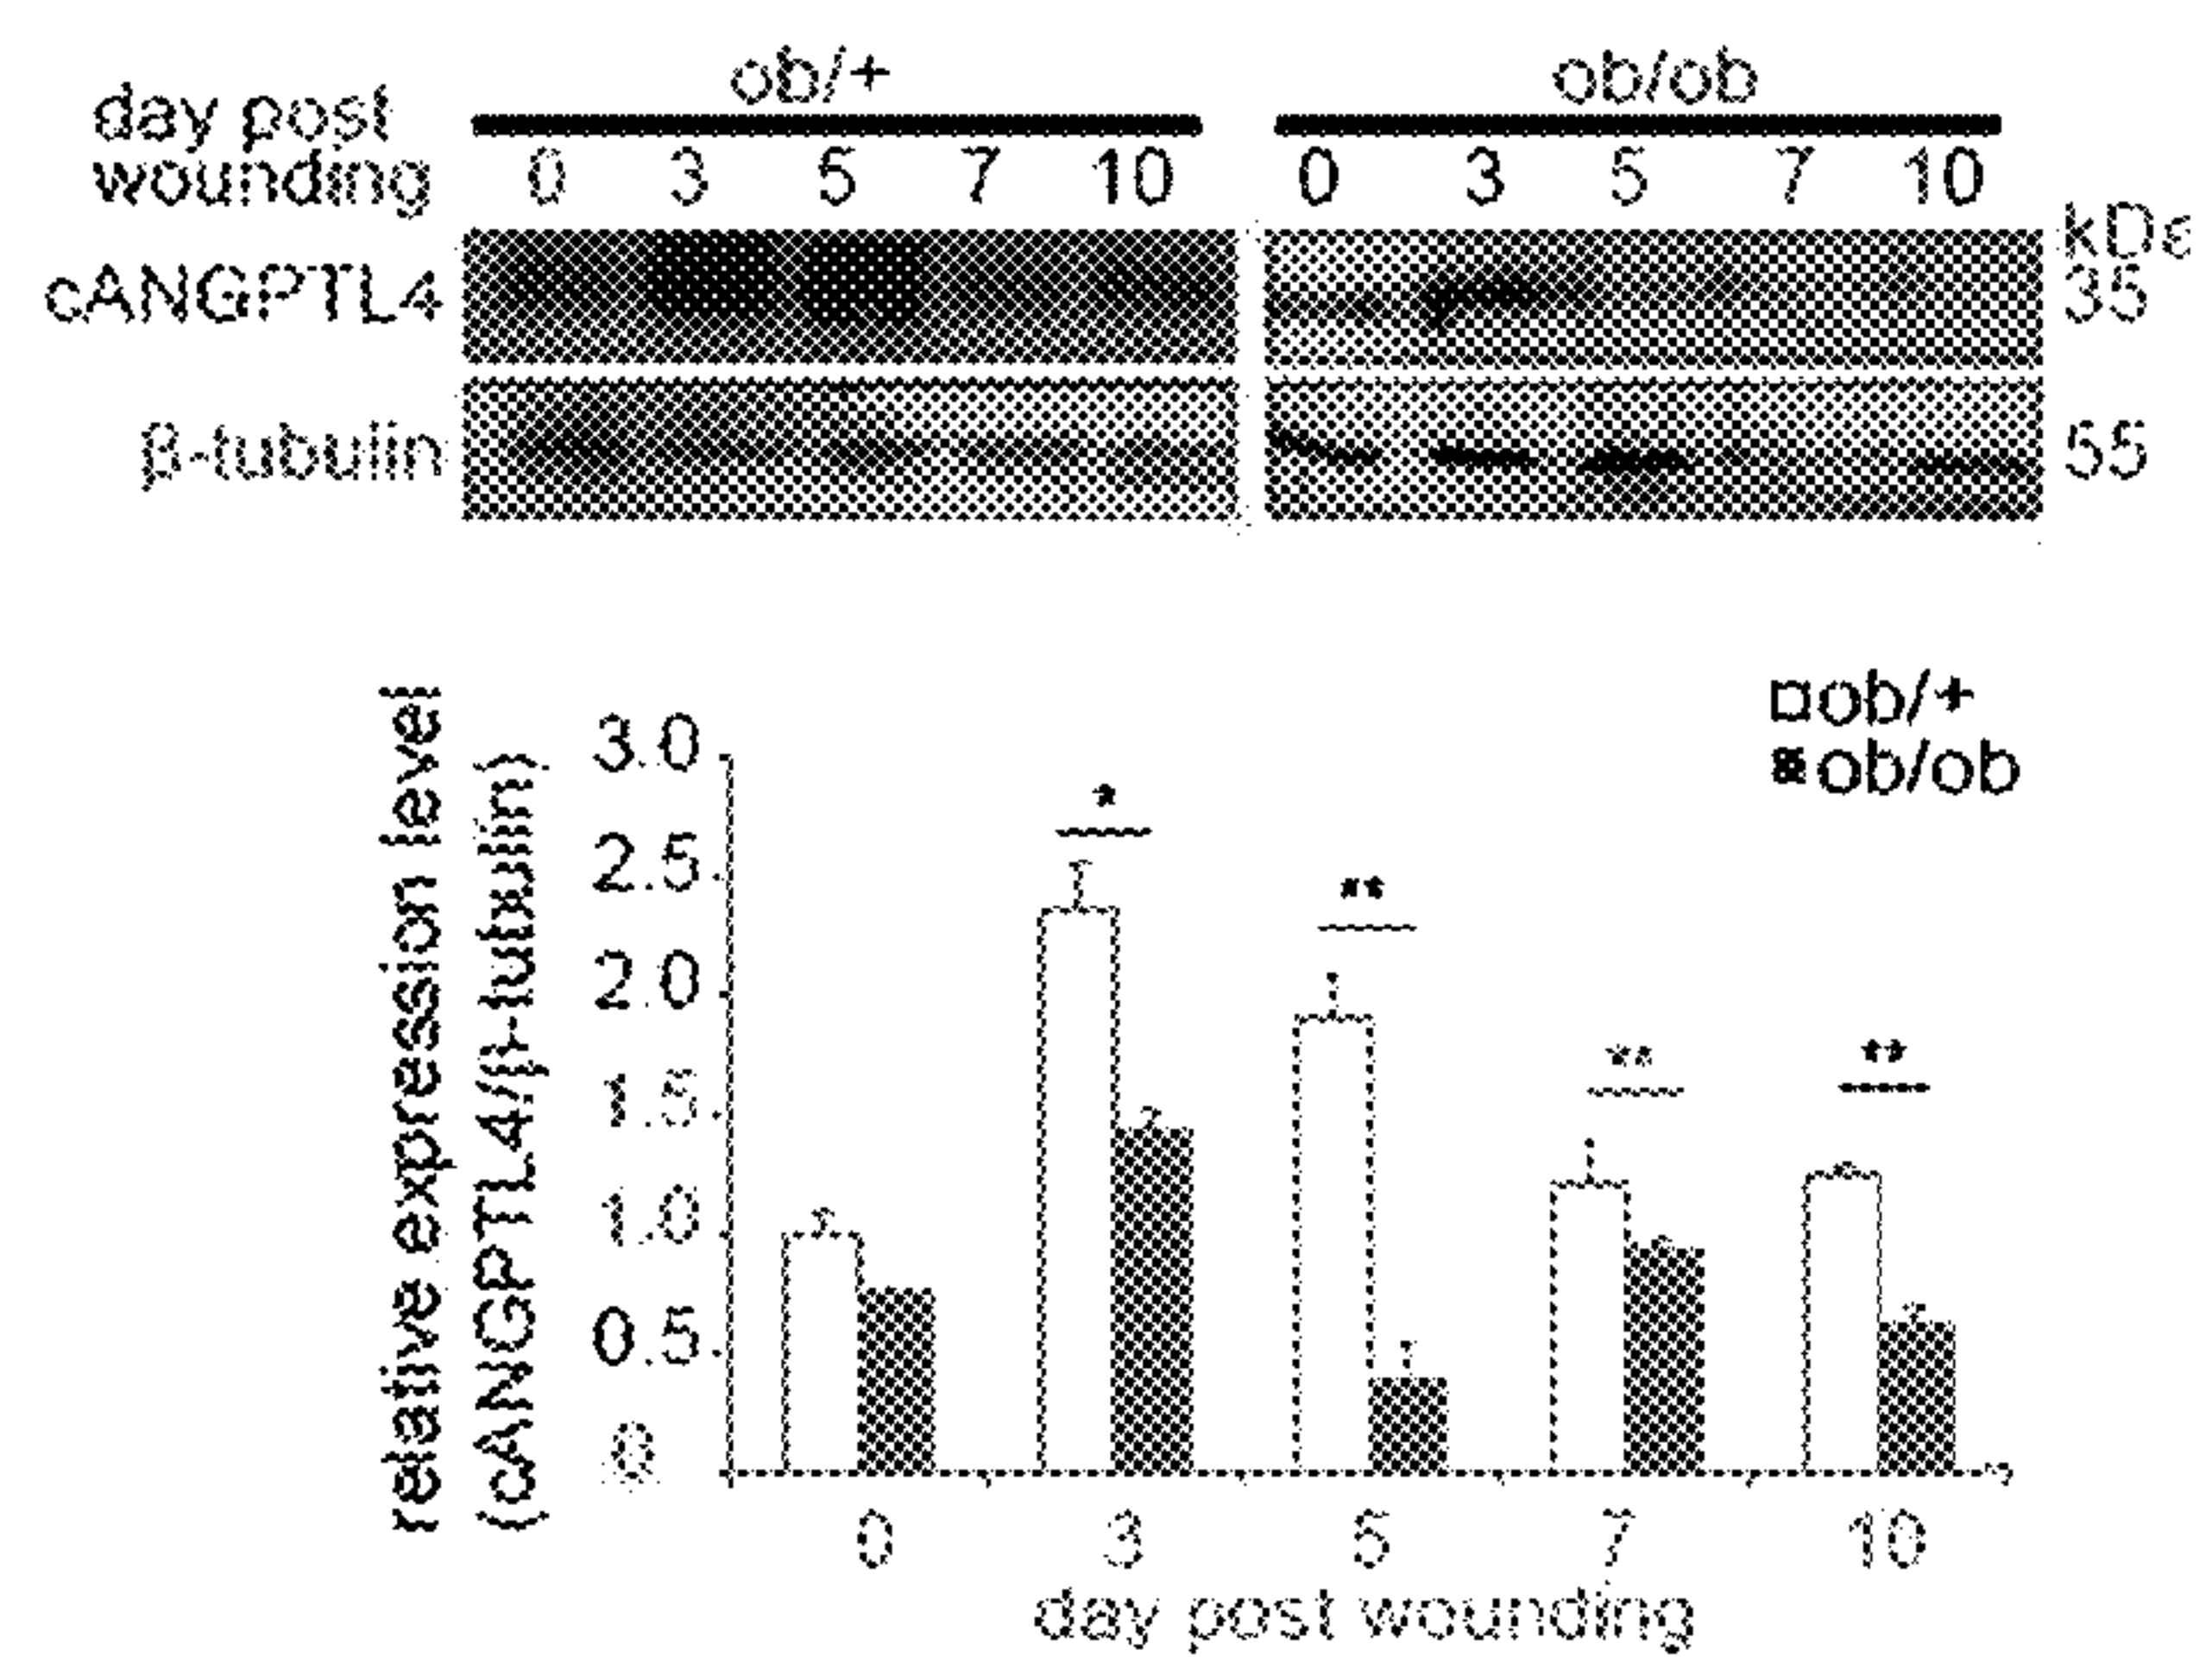 ob/+ ob/ob
day post
wounding 0 3 5 7 10 0 3 5 7 10
kDa
cANGPTL4 35
β-tubulin 55
□ob/+
■ob/ob
relative expression level
(cANGPTL4/β-tubulin)
3.0
2.5
2.0
1.5
1.0
0.5
0
*
**
**
**
0 3 5 7 10
day post wounding